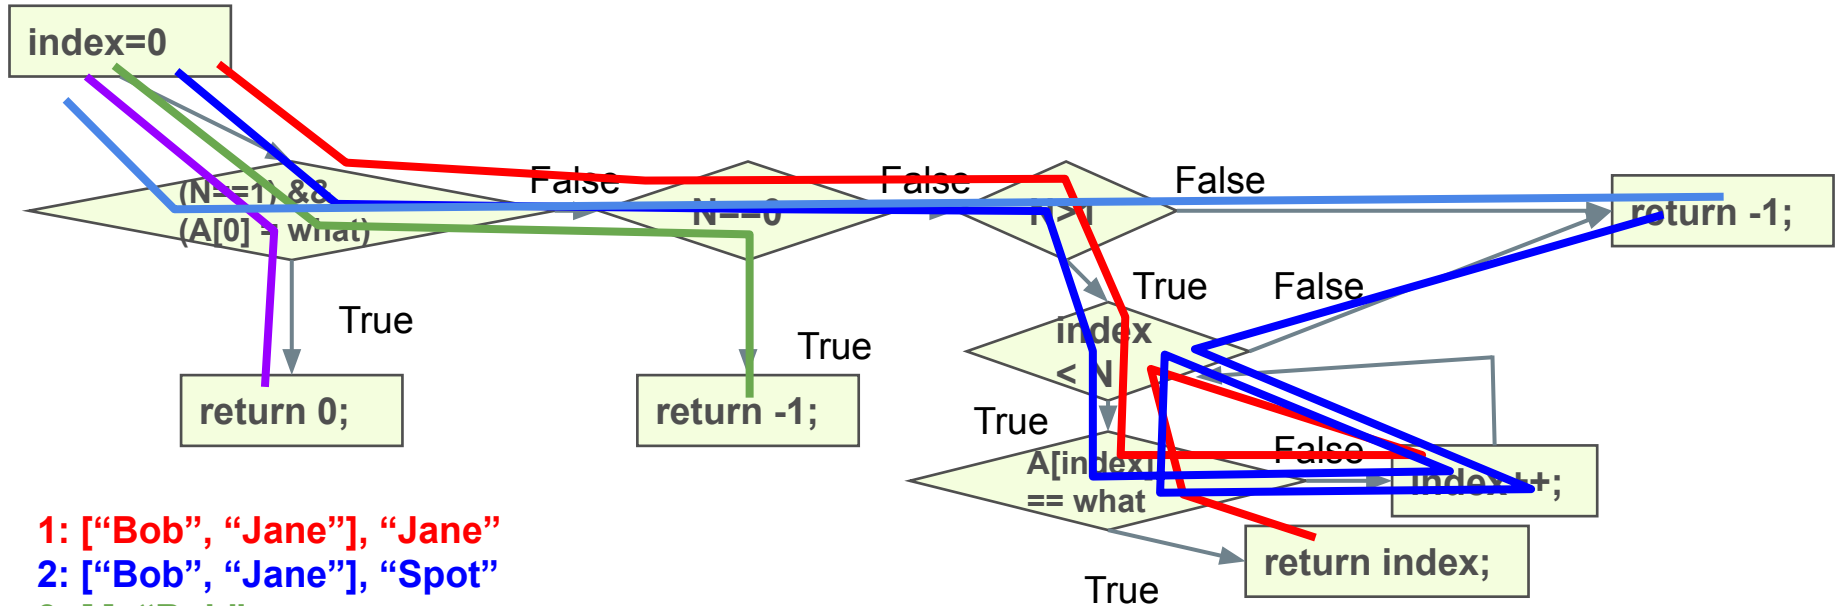 index=0
False
False
False
(N==1) &&
(A[0] = what)
N==0
N>1
return -1;
True
True
True
False
index
< N
return 0;
return -1;
True
False
A[index]
== what
index++;
return index;
True
1: [“Bob”, “Jane”], “Jane”
2: [“Bob”, “Jane”], “Spot”